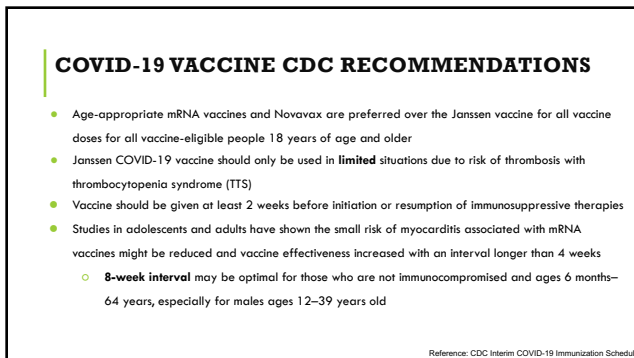 COVID-19 VACCINE CDC RECOMMENDATIONS
● Age-appropriate mRNA vaccines and Novavax are preferred over the Janssen vaccine for all vaccine
doses for all vaccine-eligible people 18 years of age and older
● Janssen COVID-19 vaccine should only be used in limited situations due to risk of thrombosis with
thrombocytopenia syndrome (TTS)
● Vaccine should be given at least 2 weeks before initiation or resumption of immunosuppressive therapies
● Studies in adolescents and adults have shown the small risk of myocarditis associated with mRNA
vaccines might be reduced and vaccine effectiveness increased with an interval longer than 4 weeks
○ 8-week interval may be optimal for those who are not immunocompromised and ages 6 months–
64 years, especially for males ages 12–39 years old
Reference: CDC Interim COVID-19 Immunization Schedul